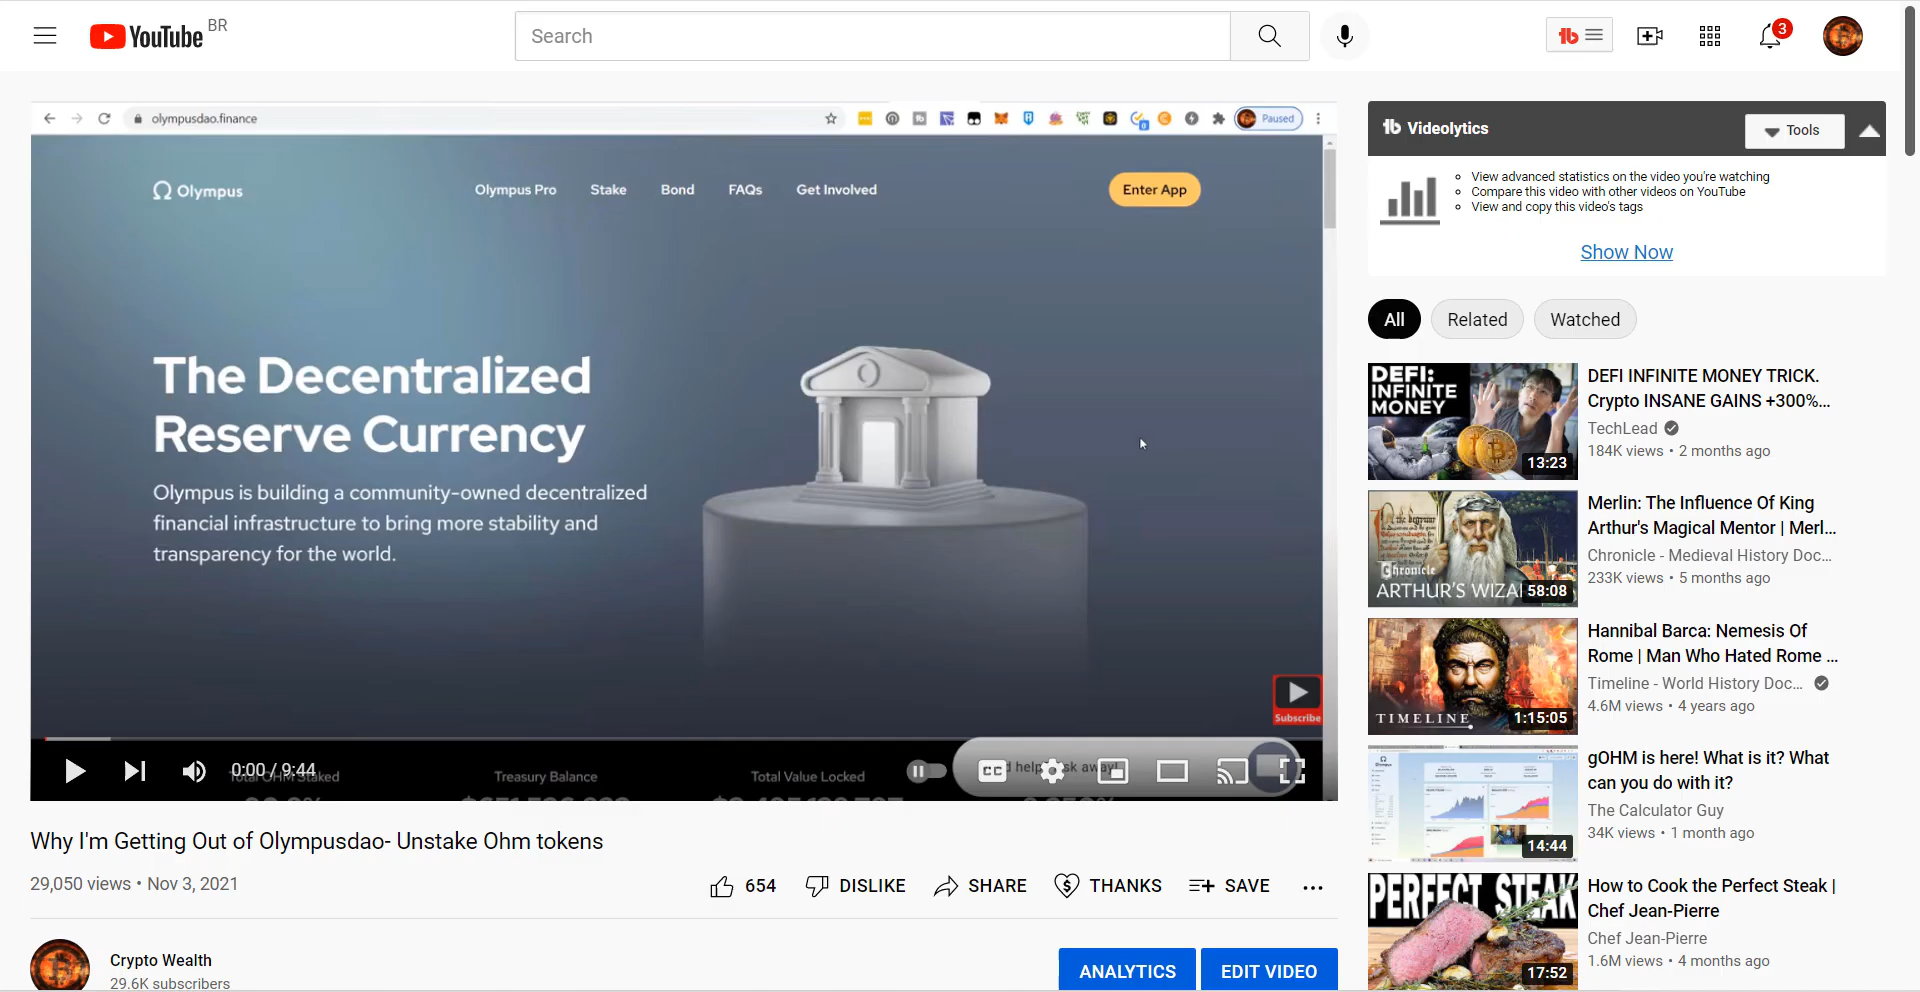 YouTube BR
Search
3
olympusdao.finance
Paused
Olympus
Olympus Pro
Stake
Bond
FAQs
Get Involved
Enter App
The Decentralized
Reserve Currency
Olympus is building a community-owned decentralized
financial infrastructure to bring more stability and
transparency for the world.
Subscribe
0:00 / 9:44
Treasury Balance
Total Value Locked
CC
Why I'm Getting Out of Olympusdao- Unstake Ohm tokens
29,050 views • Nov 3, 2021
654
DISLIKE
SHARE
THANKS
SAVE
Crypto Wealth
29.6K subscribers
ANALYTICS
EDIT VIDEO
Videolytics
Tools
View advanced statistics on the video you're watching
Compare this video with other videos on YouTube
View and copy this video's tags
Show Now
All
Related
Watched
DEFI:
INFINITE
MONEY
13:23
DEFI INFINITE MONEY TRICK.
Crypto INSANE GAINS +300%...
TechLead
184K views • 2 months ago
Chronicle
ARTHUR'S WIZA
58:08
Merlin: The Influence Of King
Arthur's Magical Mentor | Merl...
Chronicle - Medieval History Doc...
233K views • 5 months ago
TIMELINE
1:15:05
Hannibal Barca: Nemesis Of
Rome | Man Who Hated Rome ...
Timeline - World History Doc...
4.6M views • 4 years ago
14:44
gOHM is here! What is it? What
can you do with it?
The Calculator Guy
34K views • 1 month ago
PERFECT STEAK
17:52
How to Cook the Perfect Steak |
Chef Jean-Pierre
Chef Jean-Pierre
1.6M views • 4 months ago